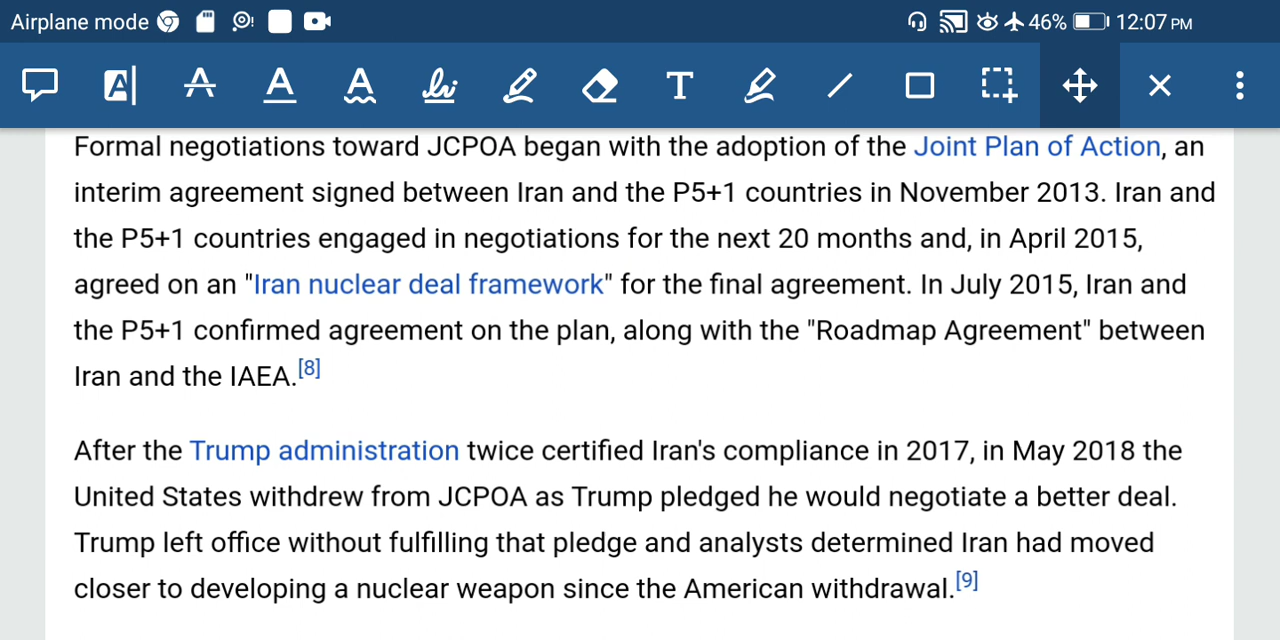 Airplane mode 46% 12:07 PM
A A A A T
Formal negotiations toward JCPOA began with the adoption of the Joint Plan of Action, an
interim agreement signed between Iran and the P5+1 countries in November 2013. Iran and
the P5+1 countries engaged in negotiations for the next 20 months and, in April 2015,
agreed on an "Iran nuclear deal framework" for the final agreement. In July 2015, Iran and
the P5+1 confirmed agreement on the plan, along with the "Roadmap Agreement" between
Iran and the IAEA.[8]
After the Trump administration twice certified Iran's compliance in 2017, in May 2018 the
United States withdrew from JCPOA as Trump pledged he would negotiate a better deal.
Trump left office without fulfilling that pledge and analysts determined Iran had moved
closer to developing a nuclear weapon since the American withdrawal.[9]